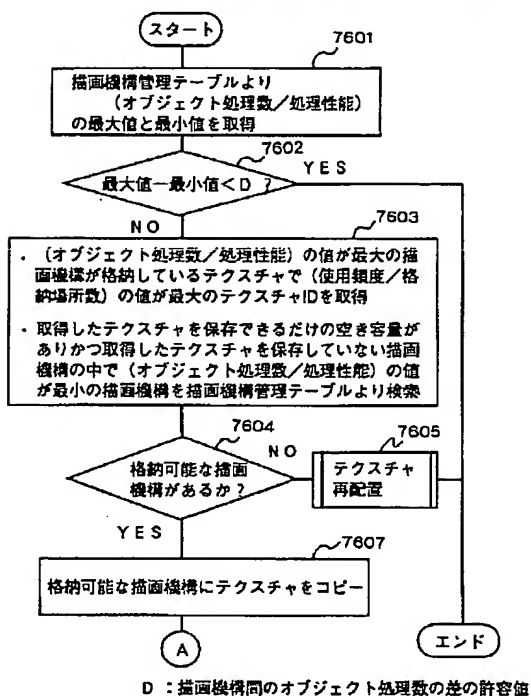 スタート
7601
描画機構管理テーブルより
(オブジェクト処理数/処理性能)
の最大値と最小値を取得
7602
最大値ー最小値<D ?
YES
NO
7603
・ (オブジェクト処理数/処理性能)の値が最大の描
画機構が格納しているテクスチャで(使用頻度/格
納場所数)の値が最大のテクスチャIDを取得
・ 取得したテクスチャを保存できるだけの空き容量が
ありかつ取得したテクスチャを保存していない描画
機構の中で(オブジェクト処理数/処理性能)の値
が最小の描画機構を描画機構管理テーブルより検索
7604
格納可能な描画
機構があるか?
NO
7605
テクスチャ
再配置
YES
7607
格納可能な描画機構にテクスチャをコピー
A
エンド
D :描画機構間のオブジェクト処理数の差の許容値